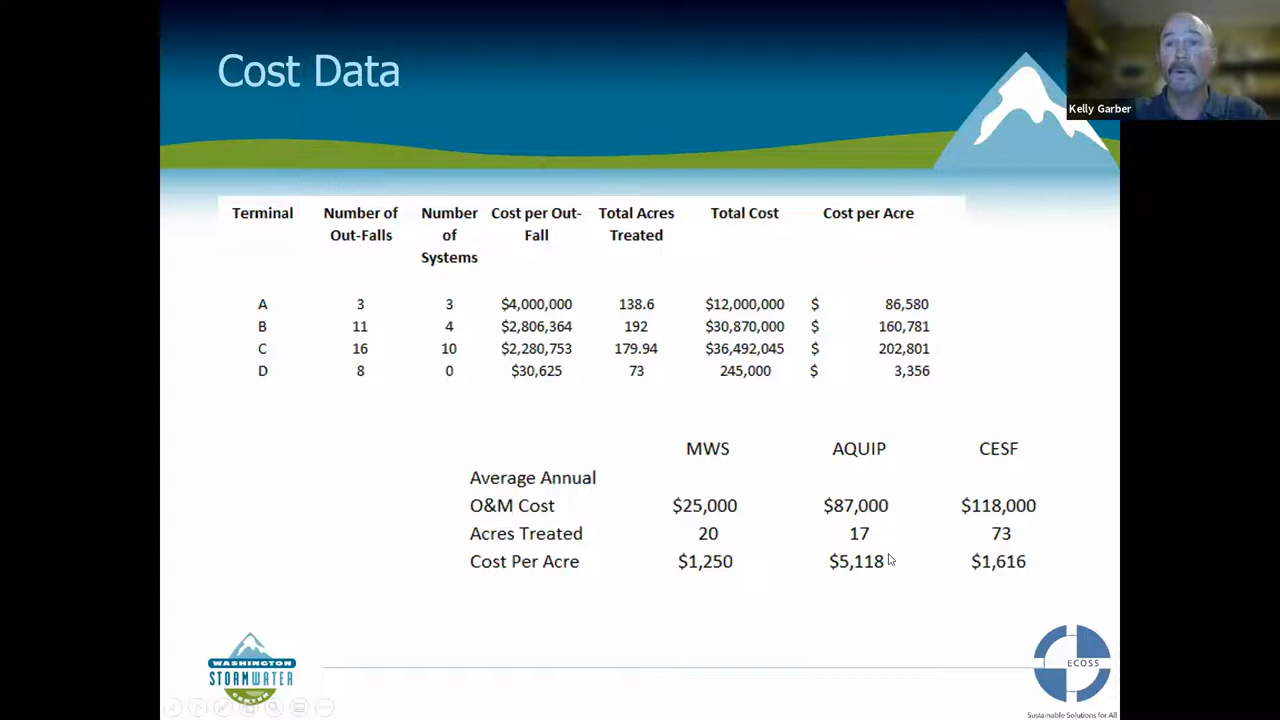 Cost Data
Kelly Garber
Terminal Number of Out-Falls Number of Systems Cost per Out-Fall Total Acres Treated Total Cost Cost per Acre
A 3 3 $4,000,000 138.6 $12,000,000 $ 86,580
B 11 4 $2,806,364 192 $30,870,000 $ 160,781
C 16 10 $2,280,753 179.94 $36,492,045 $ 202,801
D 8 0 $30,625 73 245,000 $ 3,356
MWS AQUIP CESF
Average Annual
O&M Cost $25,000 $87,000 $118,000
Acres Treated 20 17 73
Cost Per Acre $1,250 $5,118 $1,616
WASHINGTON
STORMWATER
CENTER
ECOSS
Sustainable Solutions for All